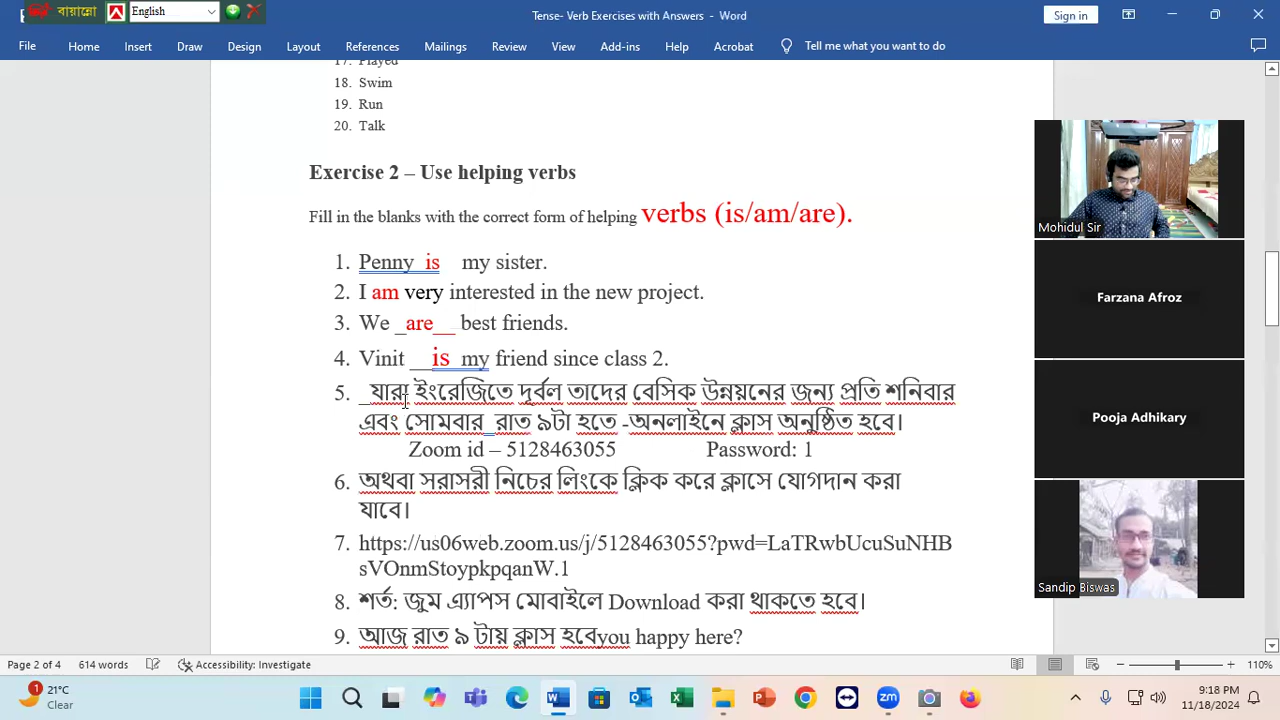 বায়ান্নো English
Tense- Verb Exercises with Answers - Word
Sign in
File Home Insert Draw Design Layout References Mailings Review View Add-ins Help Acrobat Tell me what you want to do
17. Played
18. Swim
19. Run
20. Talk
Exercise 2 – Use helping verbs
Fill in the blanks with the correct form of helping verbs (is/am/are).
1. Penny is my sister.
2. I am very interested in the new project.
3. We _are__ best friends.
4. Vinit __is my friend since class 2.
5. _যারা ইংরেজিতে দূর্বল তাদের বেসিক উন্নয়নের জন্য প্রতি শনিবার
এবং সোমবার_রাত ৯টা হতে -অনলাইনে ক্লাস অনুষ্ঠিত হবে।
Zoom id – 5128463055 Password: 1
6. অথবা সরাসরী নিচের লিংকে ক্লিক করে ক্লাসে যোগদান করা
যাবে।
7. https://us06web.zoom.us/j/5128463055?pwd=LaTRwbUcuSuNHB
sVOnmStoypkpqanW.1
8. শর্ত: জুম এ্যাপস মোবাইলে Download করা থাকতে হবে।
9. আজ রাত ৯ টায় ক্লাস হবেyou happy here?
Mohidul Sir
Farzana Afroz
Pooja Adhikary
Sandip Biswas
Page 2 of 4 614 words Accessibility: Investigate 110%
1 21°C
Clear
zm
9:18 PM
11/18/2024